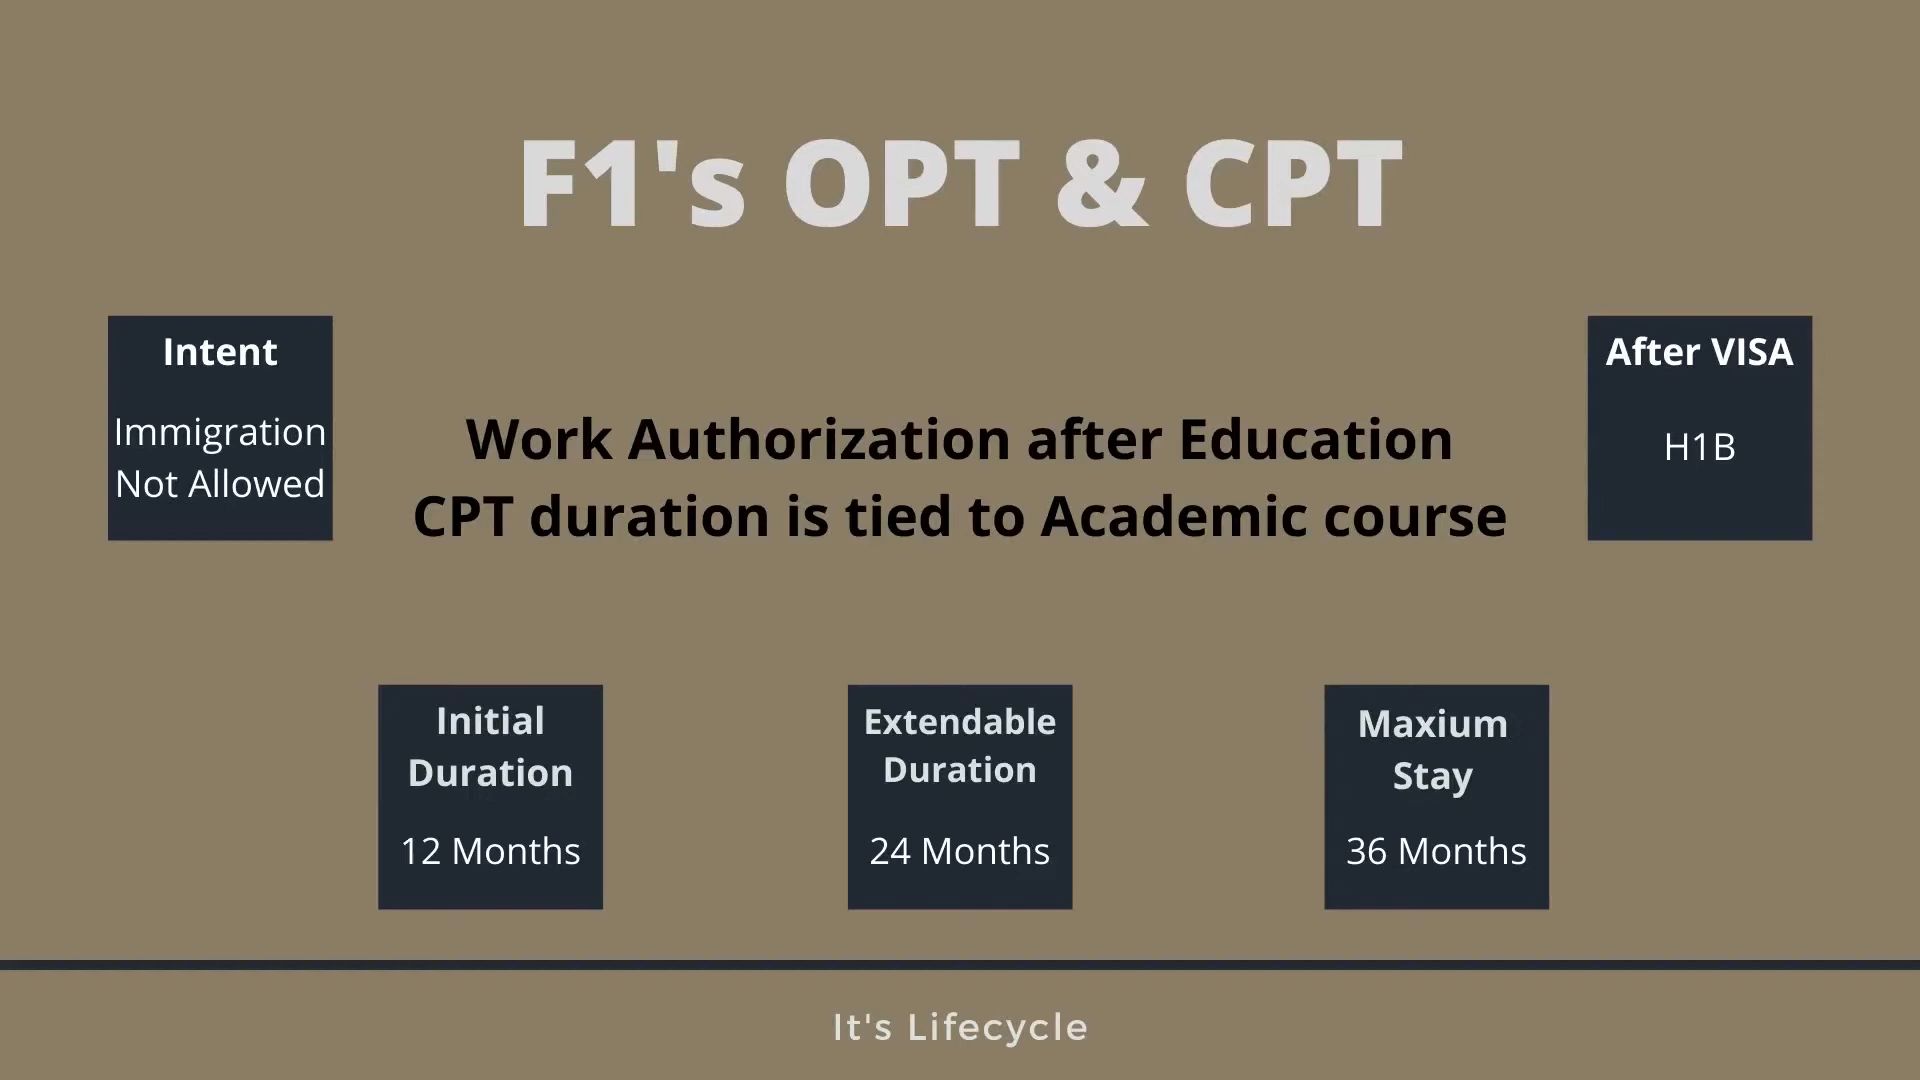 F1's OPT & CPT
Intent
Immigration
Not Allowed
Work Authorization after Education
CPT duration is tied to Academic course
After VISA
H1B
Initial
Duration
12 Months
Extendable
Duration
24 Months
Maxium
Stay
36 Months
It's Lifecycle